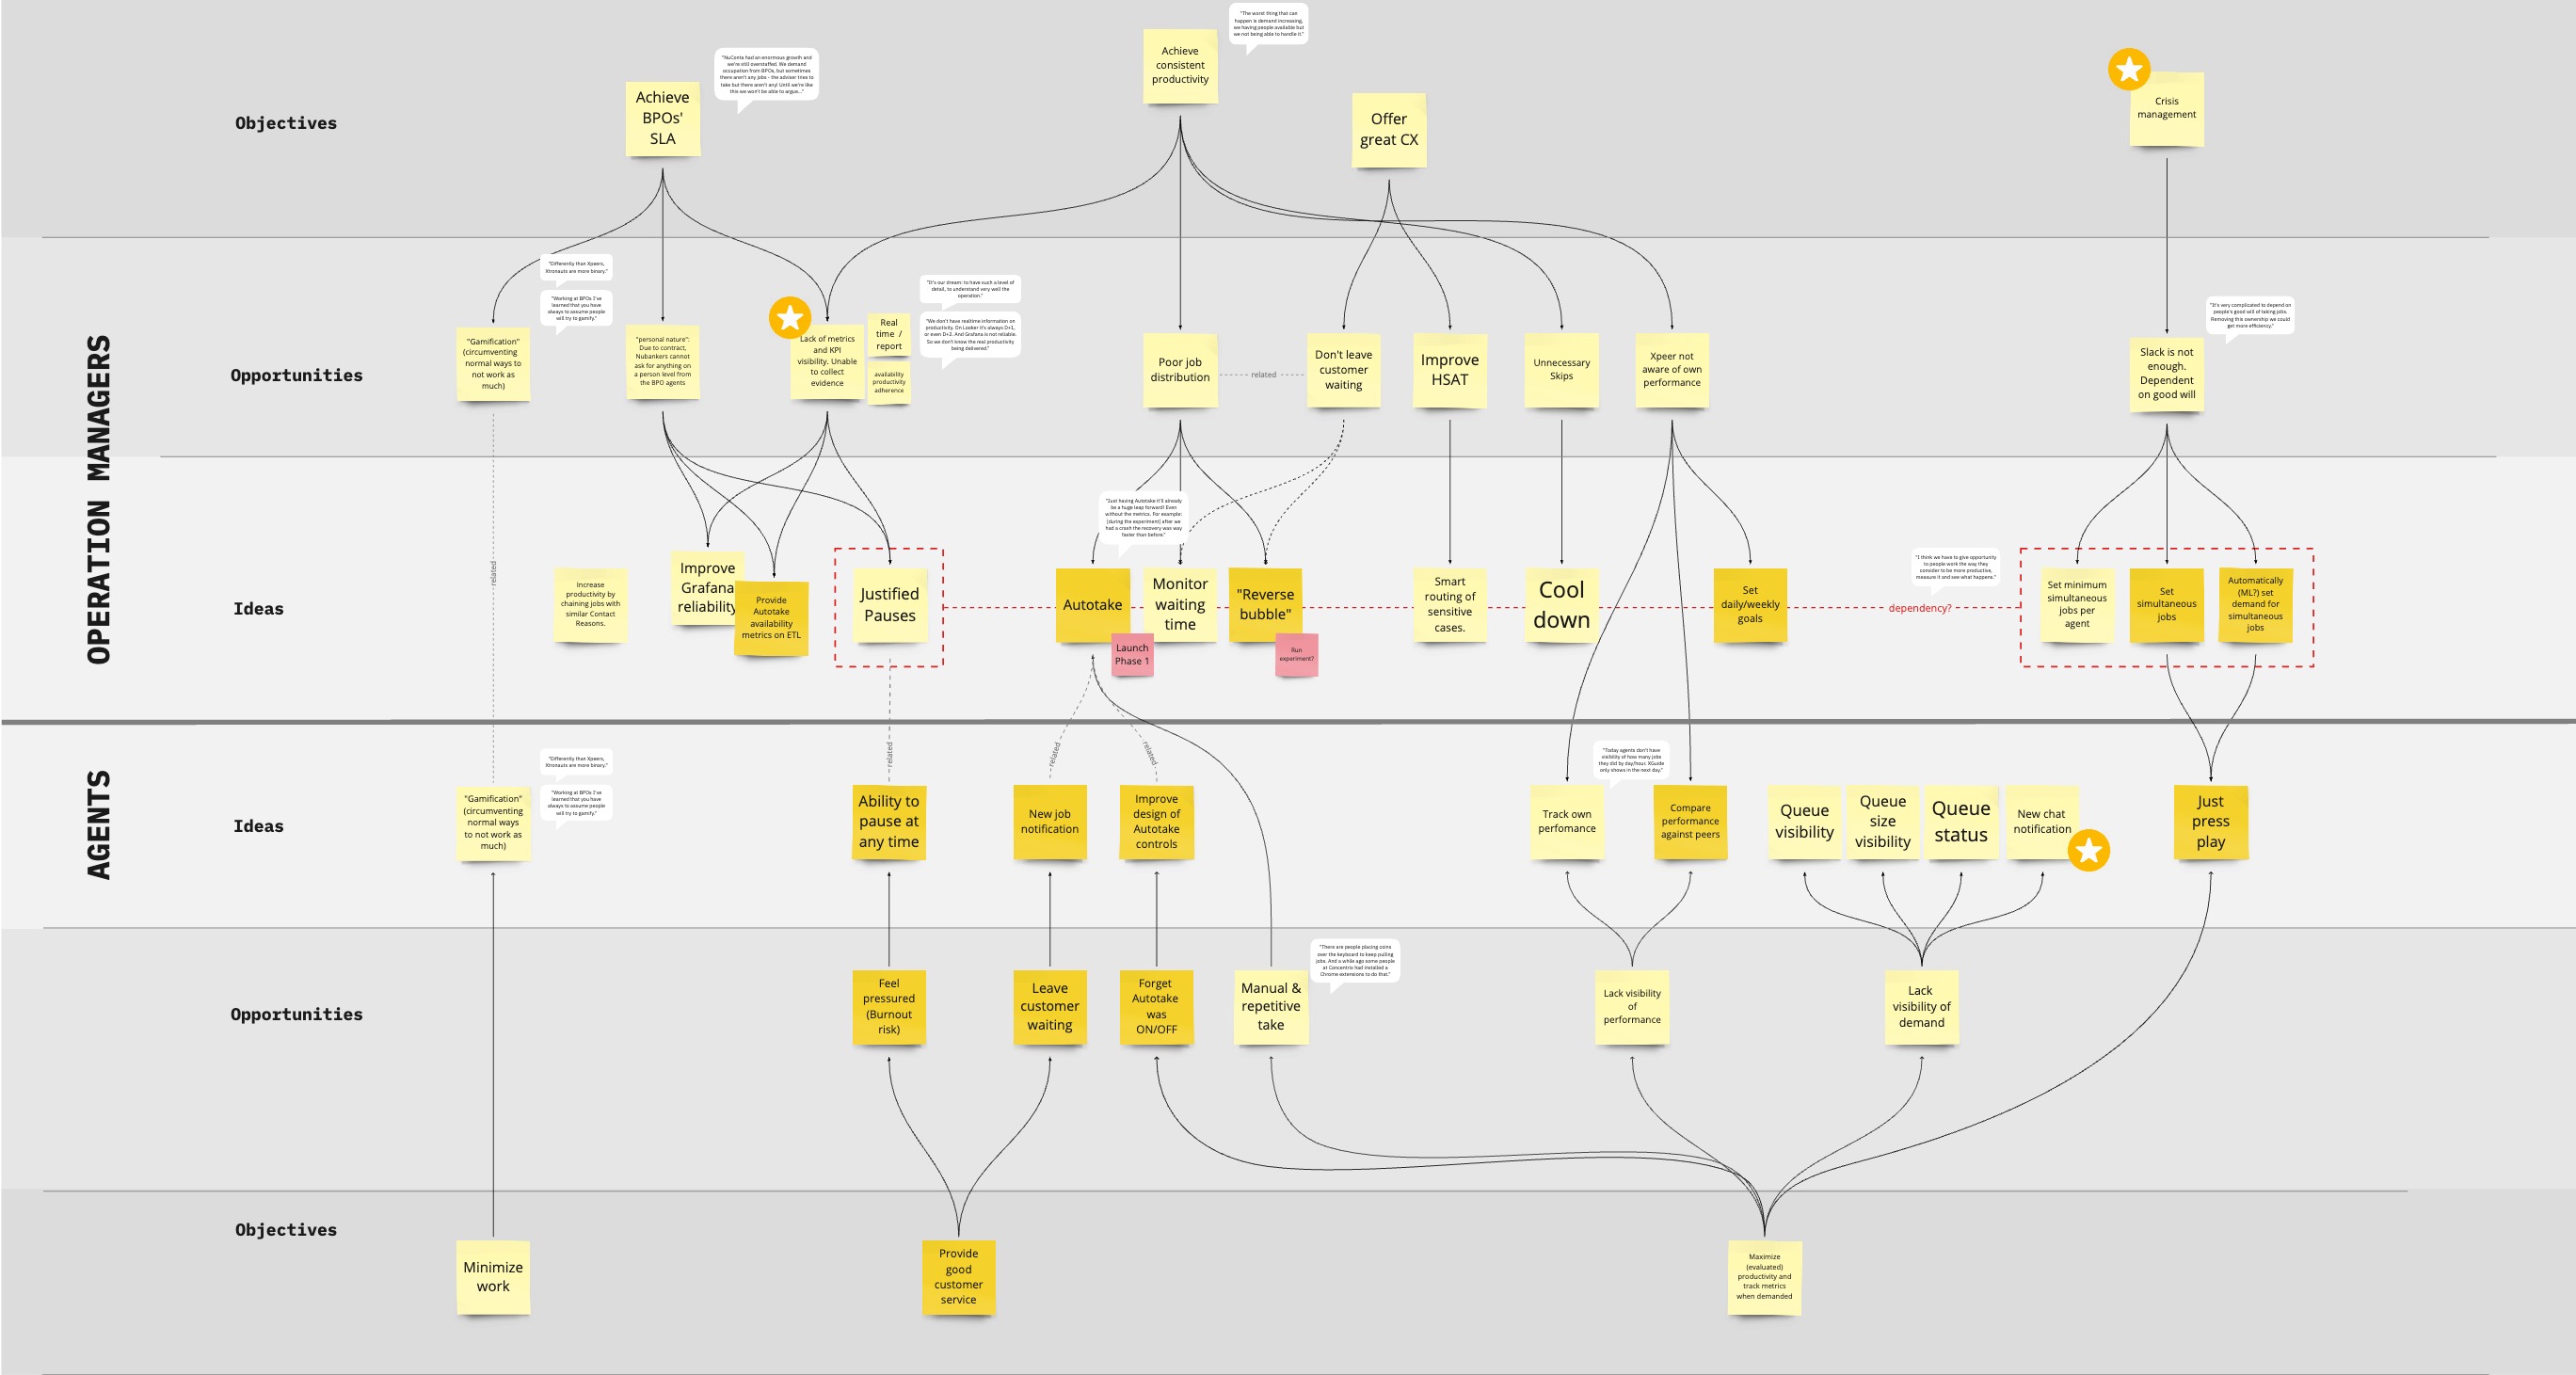 "The worst thing that can
happen is demand increasing,
we having people available but
we not being able to handle it."
Achieve
consistent
productivity
"NuConta had an enormous growth and
we're still overstaffed. We demand
occupation from BPOs, but sometimes
there aren't any jobs - the adviser tries to
take but there aren't any! Until we're like
this we won't be able to argue..."
Achieve
BPOs'
SLA
Offer
great CX
Crisis
management
Objectives
OPERATION MANAGERS
"Differently than Xpeers,
Xtronauts are more binary."
"Working at BPOs I've
learned that you have
always to assume people
will try to gamify."
"Gamification"
(circumventing
normal ways to
not work as
much)
"personal nature":
Due to contract,
Nubankers cannot
ask for anything on
a person level from
the BPO agents
Lack of metrics
and KPI
visibility. Unable
to collect
evidence
Real
time /
report
availability
productivity
adherence
"It's our dream: to have such a level of
detail, to understand very well the
operation."
"We don't have realtime information on
productivity. On Looker it's always D+1,
or even D+2. And Grafana is not reliable.
So we don't know the real productivity
being delivered."
Poor job
distribution
related
Don't leave
customer
waiting
Improve
HSAT
Unnecessary
Skips
Xpeer not
aware of own
performance
"It's very complicated to depend on
people's good will of taking jobs.
Removing this ownership we could
get more efficiency."
Slack is not
enough.
Dependent
on good will
Opportunities
Ideas
related
Increase
productivity by
chaining jobs with
similar Contact
Reasons.
Improve
Grafana
reliability
Provide
Autotake
availability
metrics on ETL
Justified
Pauses
"Just having Autotake it'll already
be a huge leap forward! Even
without the metrics. For example:
[during the experiment] after we
had a crash the recovery was way
faster than before."
Autotake
Launch
Phase 1
Monitor
waiting
time
"Reverse
bubble"
Run
experiment?
Smart
routing of
sensitive
cases.
Cool
down
Set
daily/weekly
goals
dependency?
"I think we have to give opportunity
to people work the way they
consider to be more productive,
measure it and see what happens."
Set minimum
simultaneous
jobs per
agent
Set
simultaneous
jobs
Automatically
(ML?) set
demand for
simultaneous
jobs
AGENTS
Ideas
"Differently than Xpeers,
Xtronauts are more binary."
"Working at BPOs I've
learned that you have
always to assume people
will try to gamify."
"Gamification"
(circumventing
normal ways
to not work as
much)
related
Ability to
pause at
any time
related
New job
notification
related
Improve
design of
Autotake
controls
"Today agents don't have
visibility of how many jobs
they did by day/hour. XGuide
only shows in the next day."
Track own
perfomance
Compare
performance
against peers
Queue
visibility
Queue
size
visibility
Queue
status
New chat
notification
Just
press
play
Opportunities
Feel
pressured
(Burnout
risk)
Leave
customer
waiting
Forget
Autotake
was
ON/OFF
Manual &
repetitive
take
"There are people placing coins
over the keyboard to keep pulling
jobs. And a while ago some people
at Concentrix had installed a
Chrome extensions to do that."
Lack visibility
of
performance
Lack
visibility of
demand
Objectives
Minimize
work
Provide
good
customer
service
Maximize
(evaluated)
productivity and
track metrics
when demanded